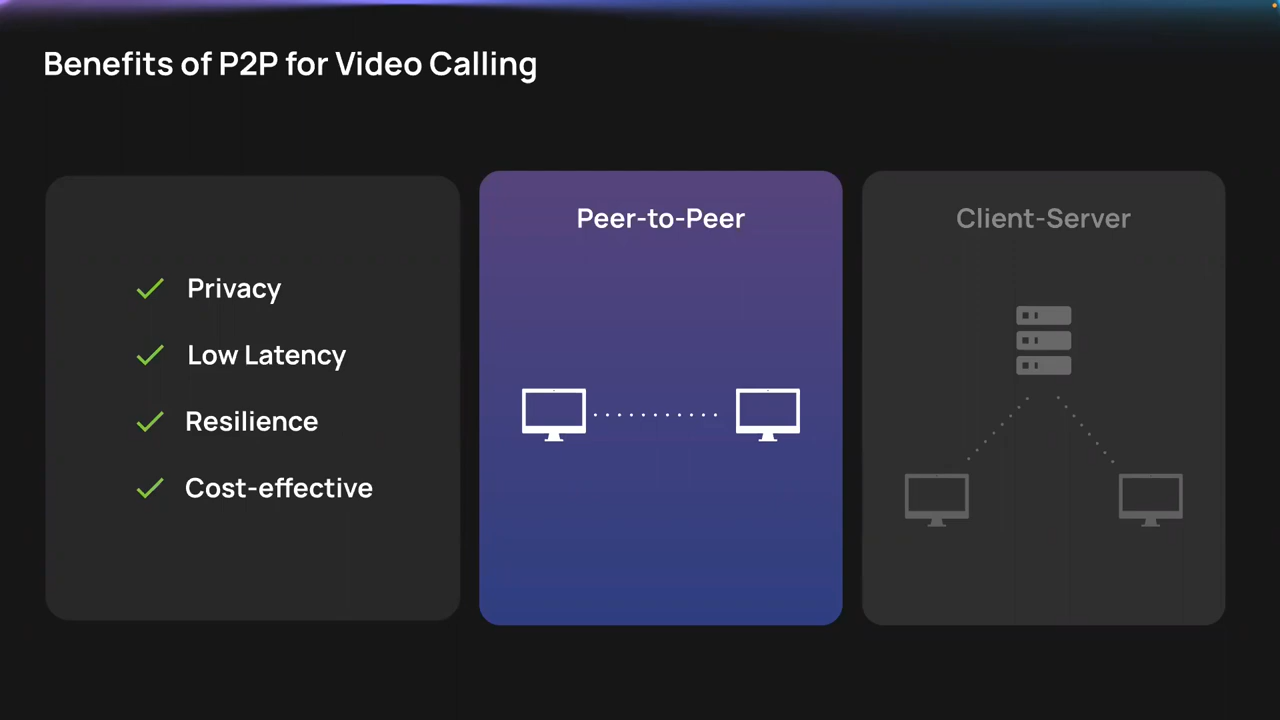 Benefits of P2P for Video Calling
Privacy
Low Latency
Resilience
Cost-effective
Peer-to-Peer
Client-Server